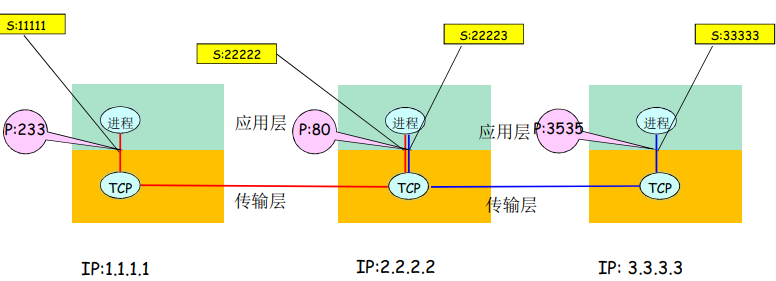 S:11111
S:22222
S:22223
S:33333
P:233
进程
应用层
P:80
进程
应用层
P:3535
进程
TCP
传输层
TCP
传输层
TCP
IP:1.1.1.1
IP:2.2.2.2
IP: 3.3.3.3